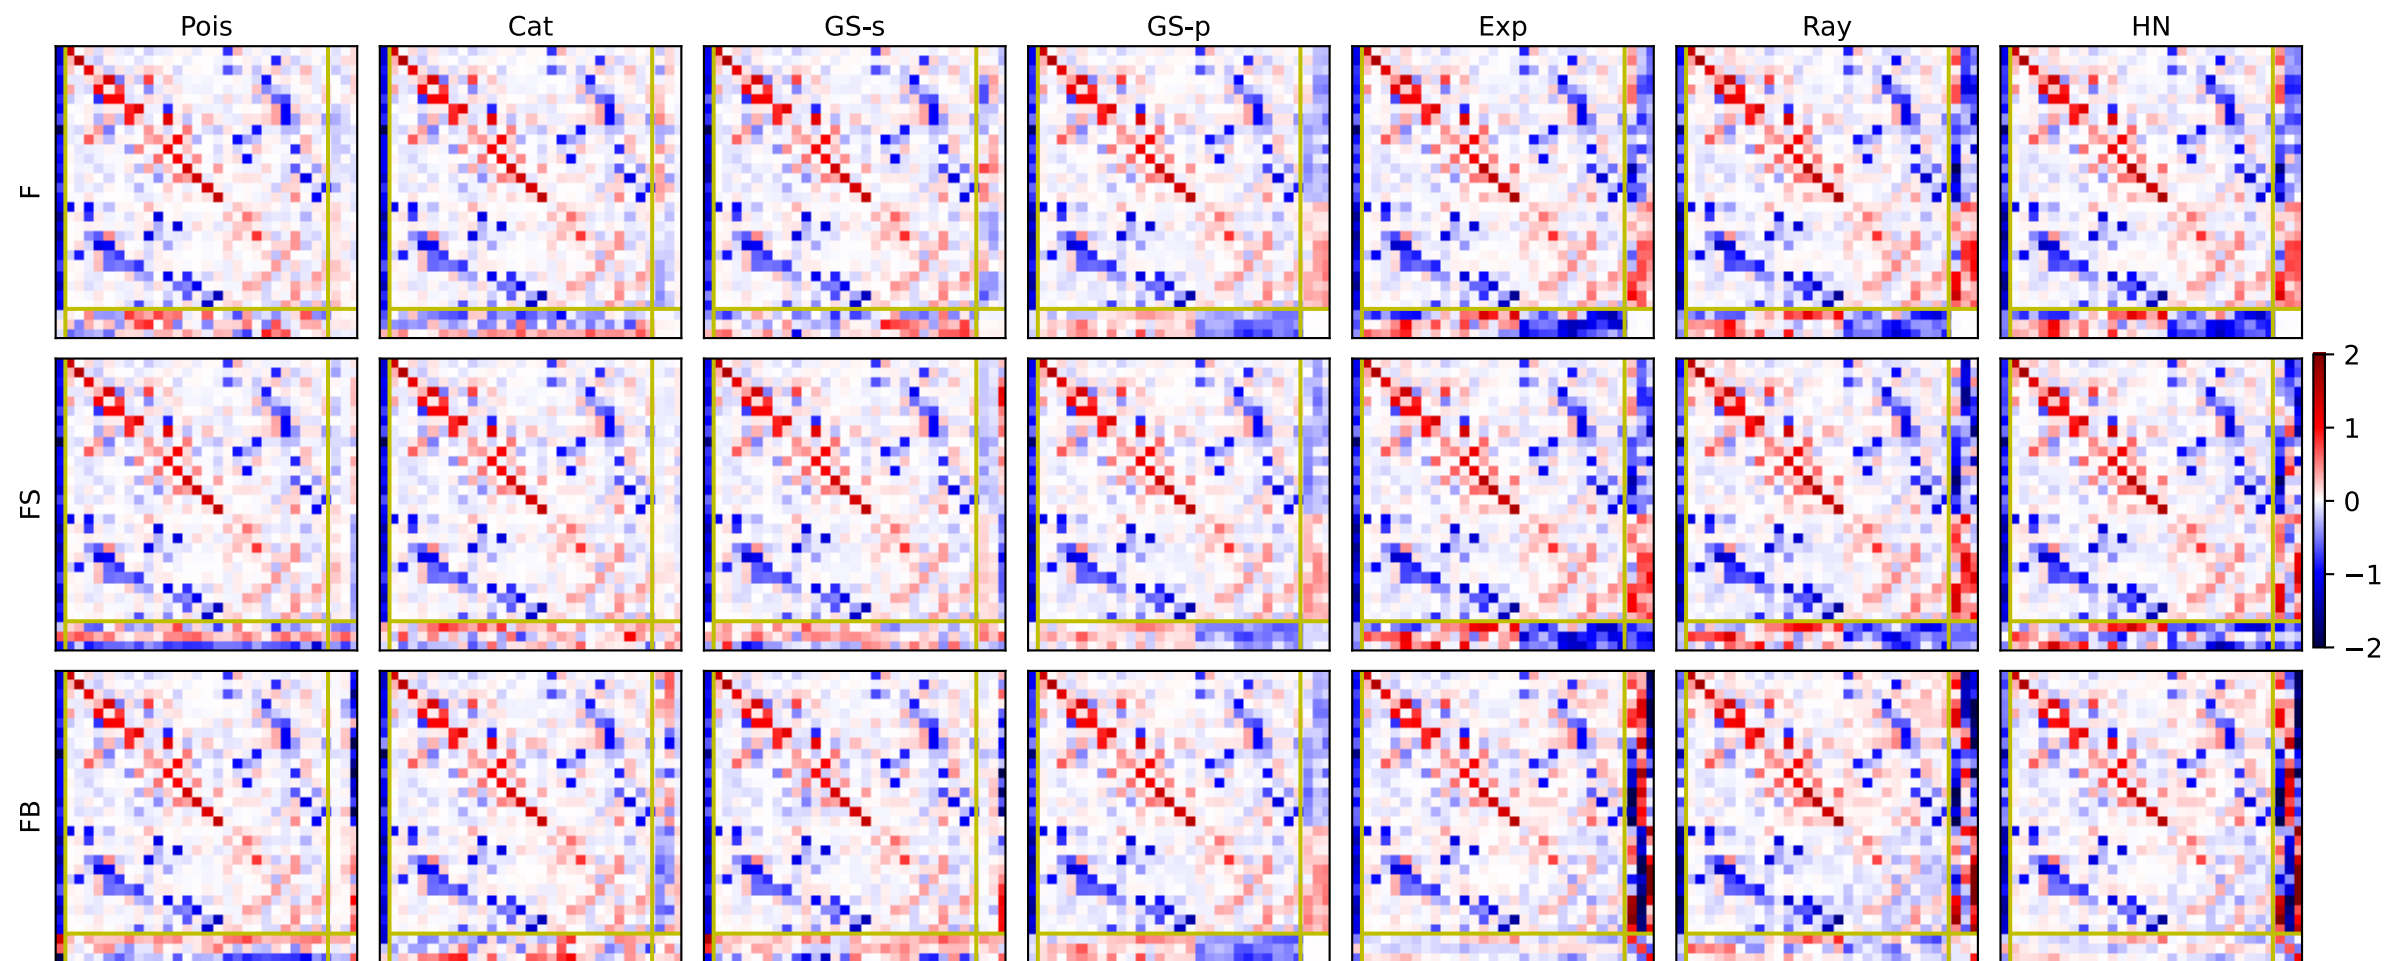 Pois Cat GS-s GS-p Exp Ray HN
F
FS
FB
2
1
0
−1
−2